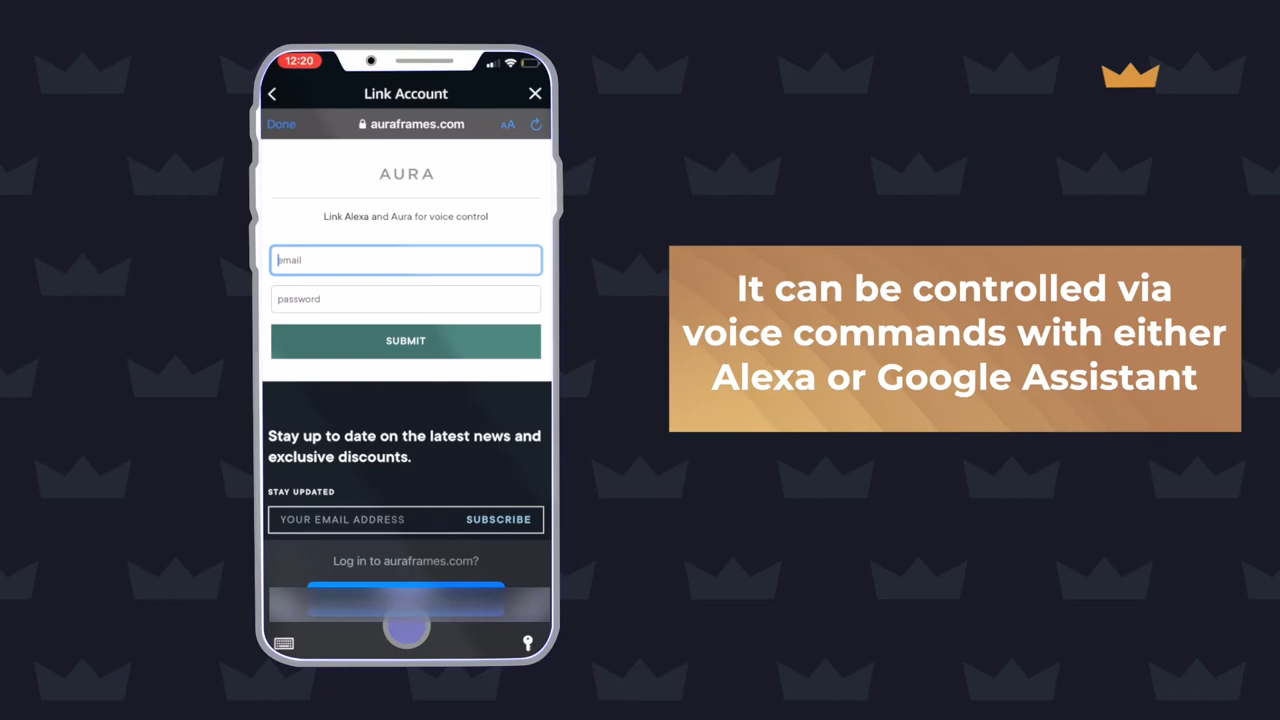 12:20
Link Account
Done
auraframes.com
AA
AURA
Link Alexa and Aura for voice control
email
password
SUBMIT
Stay up to date on the latest news and
exclusive discounts.
STAY UPDATED
YOUR EMAIL ADDRESS
SUBSCRIBE
Log in to auraframes.com?
It can be controlled via
voice commands with either
Alexa or Google Assistant